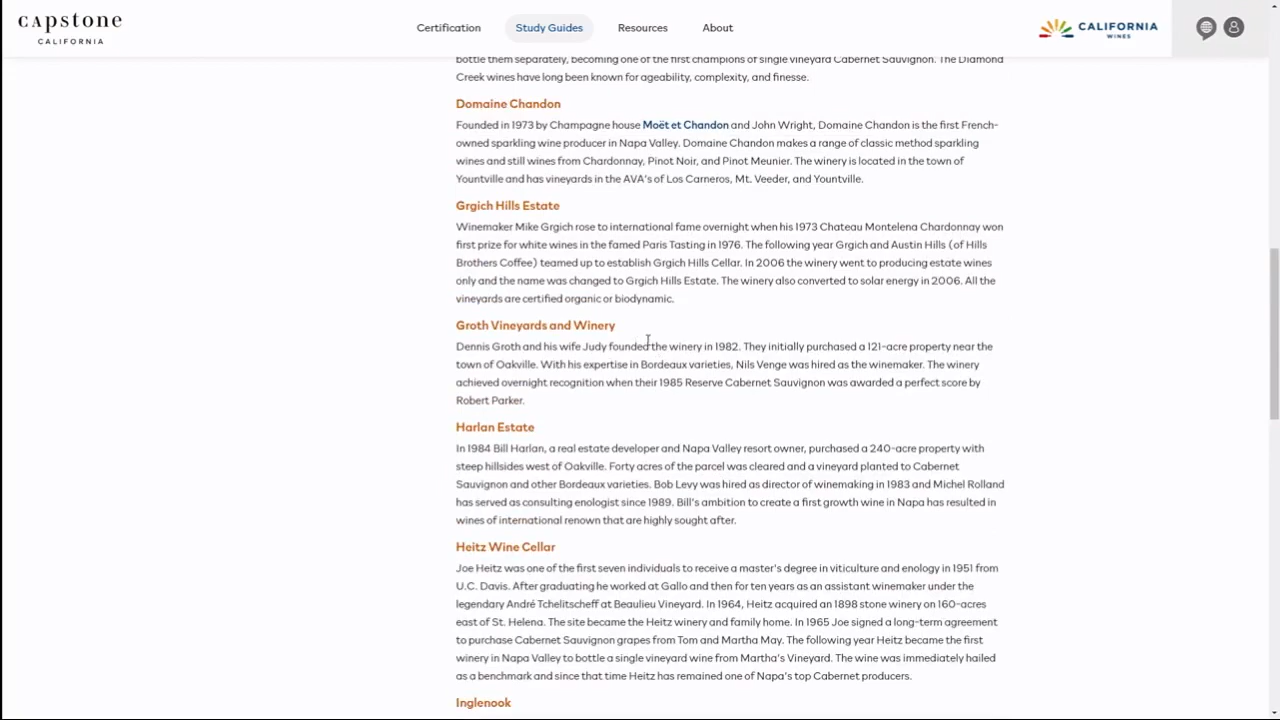 capstone
CALIFORNIA
Certification
Study Guides
Resources
About
CALIFORNIA
WINES
bottle them separately, becoming one of the first champions of single vineyard Cabernet Sauvignon. The Diamond
Creek wines have long been known for ageability, complexity, and finesse.
Domaine Chandon
Founded in 1973 by Champagne house Moët et Chandon and John Wright, Domaine Chandon is the first French-
owned sparkling wine producer in Napa Valley. Domaine Chandon makes a range of classic method sparkling
wines and still wines from Chardonnay, Pinot Noir, and Pinot Meunier. The winery is located in the town of
Yountville and has vineyards in the AVA's of Los Carneros, Mt. Veeder, and Yountville.
Grgich Hills Estate
Winemaker Mike Grgich rose to international fame overnight when his 1973 Chateau Montelena Chardonnay won
first prize for white wines in the famed Paris Tasting in 1976. The following year Grgich and Austin Hills (of Hills
Brothers Coffee) teamed up to establish Grgich Hills Cellar. In 2006 the winery went to producing estate wines
only and the name was changed to Grgich Hills Estate. The winery also converted to solar energy in 2006. All the
vineyards are certified organic or biodynamic.
Groth Vineyards and Winery
Dennis Groth and his wife Judy founded the winery in 1982. They initially purchased a 121-acre property near the
town of Oakville. With his expertise in Bordeaux varieties, Nils Venge was hired as the winemaker. The winery
achieved overnight recognition when their 1985 Reserve Cabernet Sauvignon was awarded a perfect score by
Robert Parker.
Harlan Estate
In 1984 Bill Harlan, a real estate developer and Napa Valley resort owner, purchased a 240-acre property with
steep hillsides west of Oakville. Forty acres of the parcel was cleared and a vineyard planted to Cabernet
Sauvignon and other Bordeaux varieties. Bob Levy was hired as director of winemaking in 1983 and Michel Rolland
has served as consulting enologist since 1989. Bill's ambition to create a first growth wine in Napa has resulted in
wines of international renown that are highly sought after.
Heitz Wine Cellar
Joe Heitz was one of the first seven individuals to receive a master's degree in viticulture and enology in 1951 from
U.C. Davis. After graduating he worked at Gallo and then for ten years as an assistant winemaker under the
legendary André Tchelitscheff at Beaulieu Vineyard. In 1964, Heitz acquired an 1898 stone winery on 160-acres
east of St. Helena. The site became the Heitz winery and family home. In 1965 Joe signed a long-term agreement
to purchase Cabernet Sauvignon grapes from Tom and Martha May. The following year Heitz became the first
winery in Napa Valley to bottle a single vineyard wine from Martha's Vineyard. The wine was immediately hailed
as a benchmark and since that time Heitz has remained one of Napa's top Cabernet producers.
Inglenook